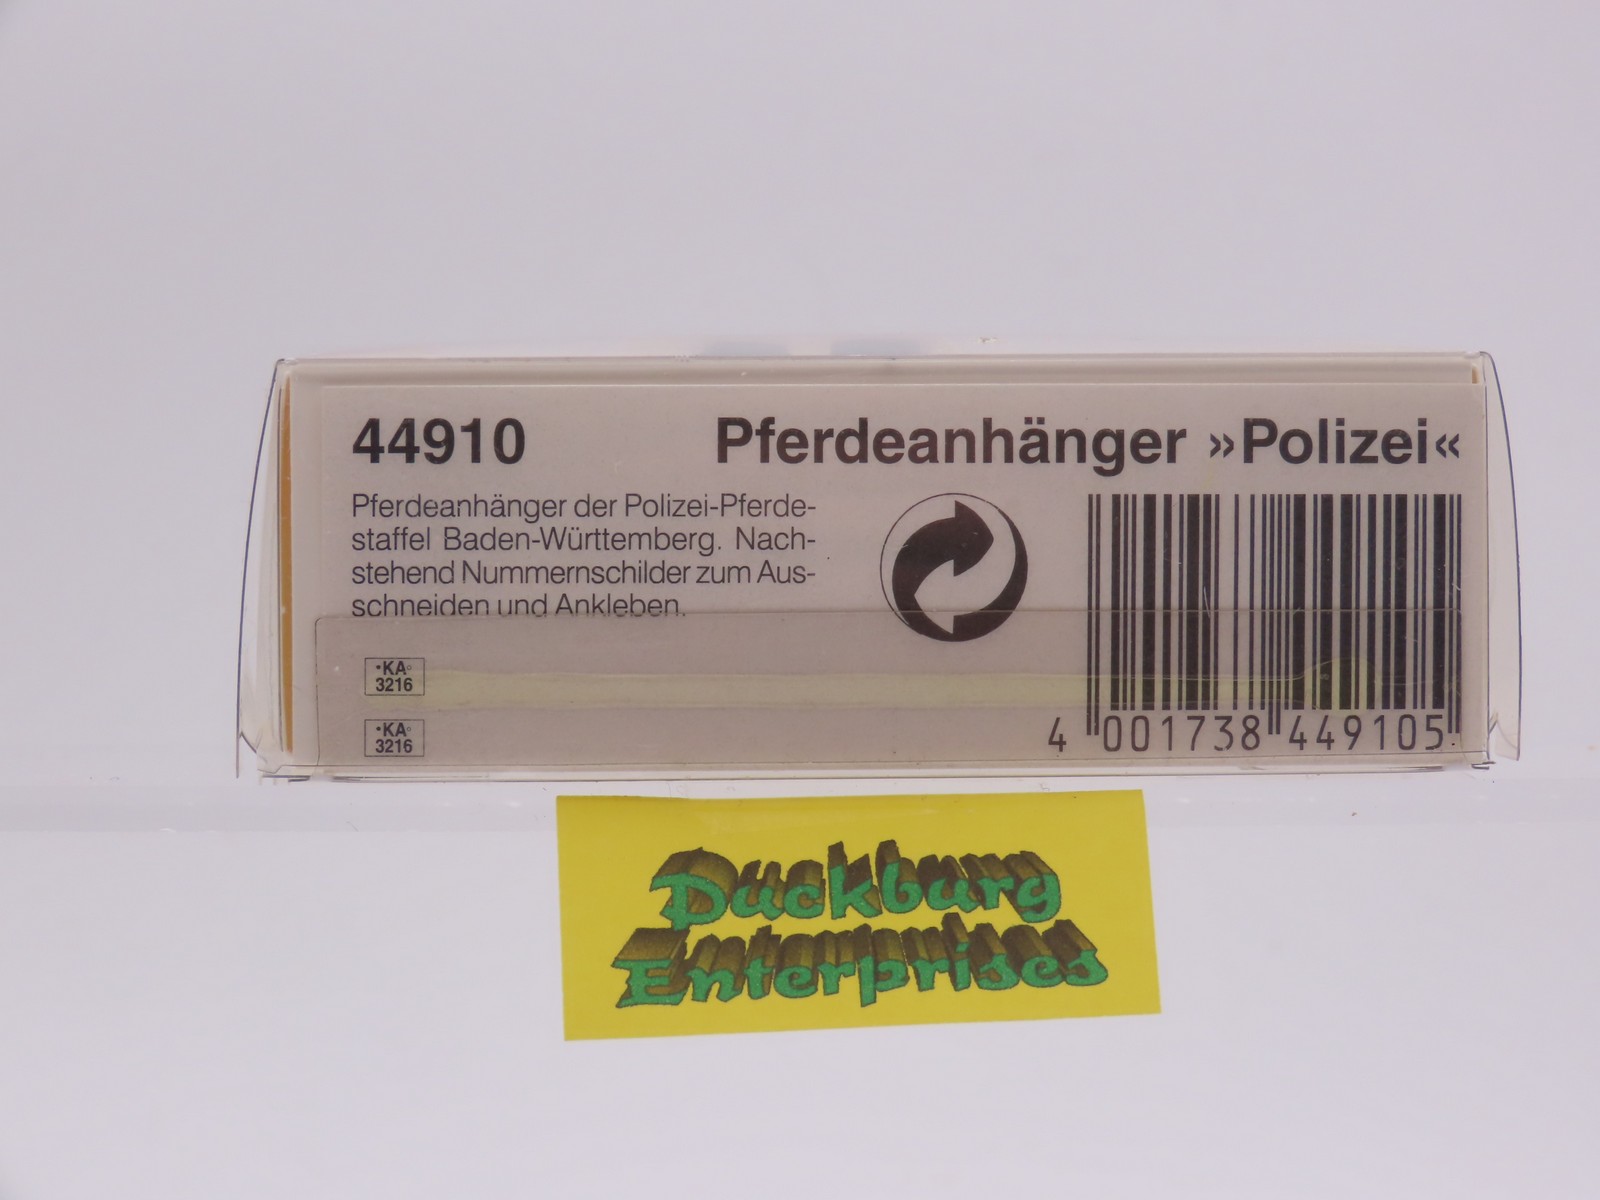 44910
Pferdeanhänger »Polizei«
Pferdeanhänger der Polizei-Pferde-
staffel Baden-Württemberg. Nach-
stehend Nummernschilder zum Aus-
schneiden und Ankleben.
•KA◦
3216
•KA◦
3216
4 001738 449105
Duckburg
Enterprises